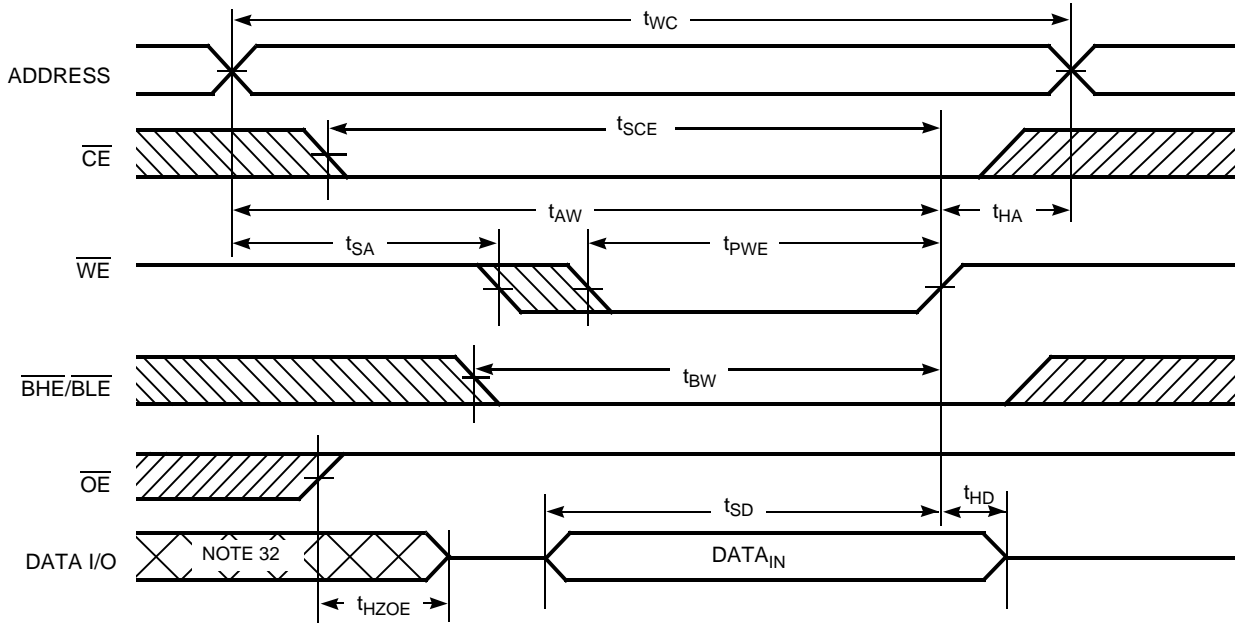 tWC
ADDRESS
tSCE
CE
tAW
tHA
tSA
tPWE
WE
tBW
BHE/BLE
OE
tSD
tHD
DATA I/O
NOTE 32
DATAIN
tHZOE